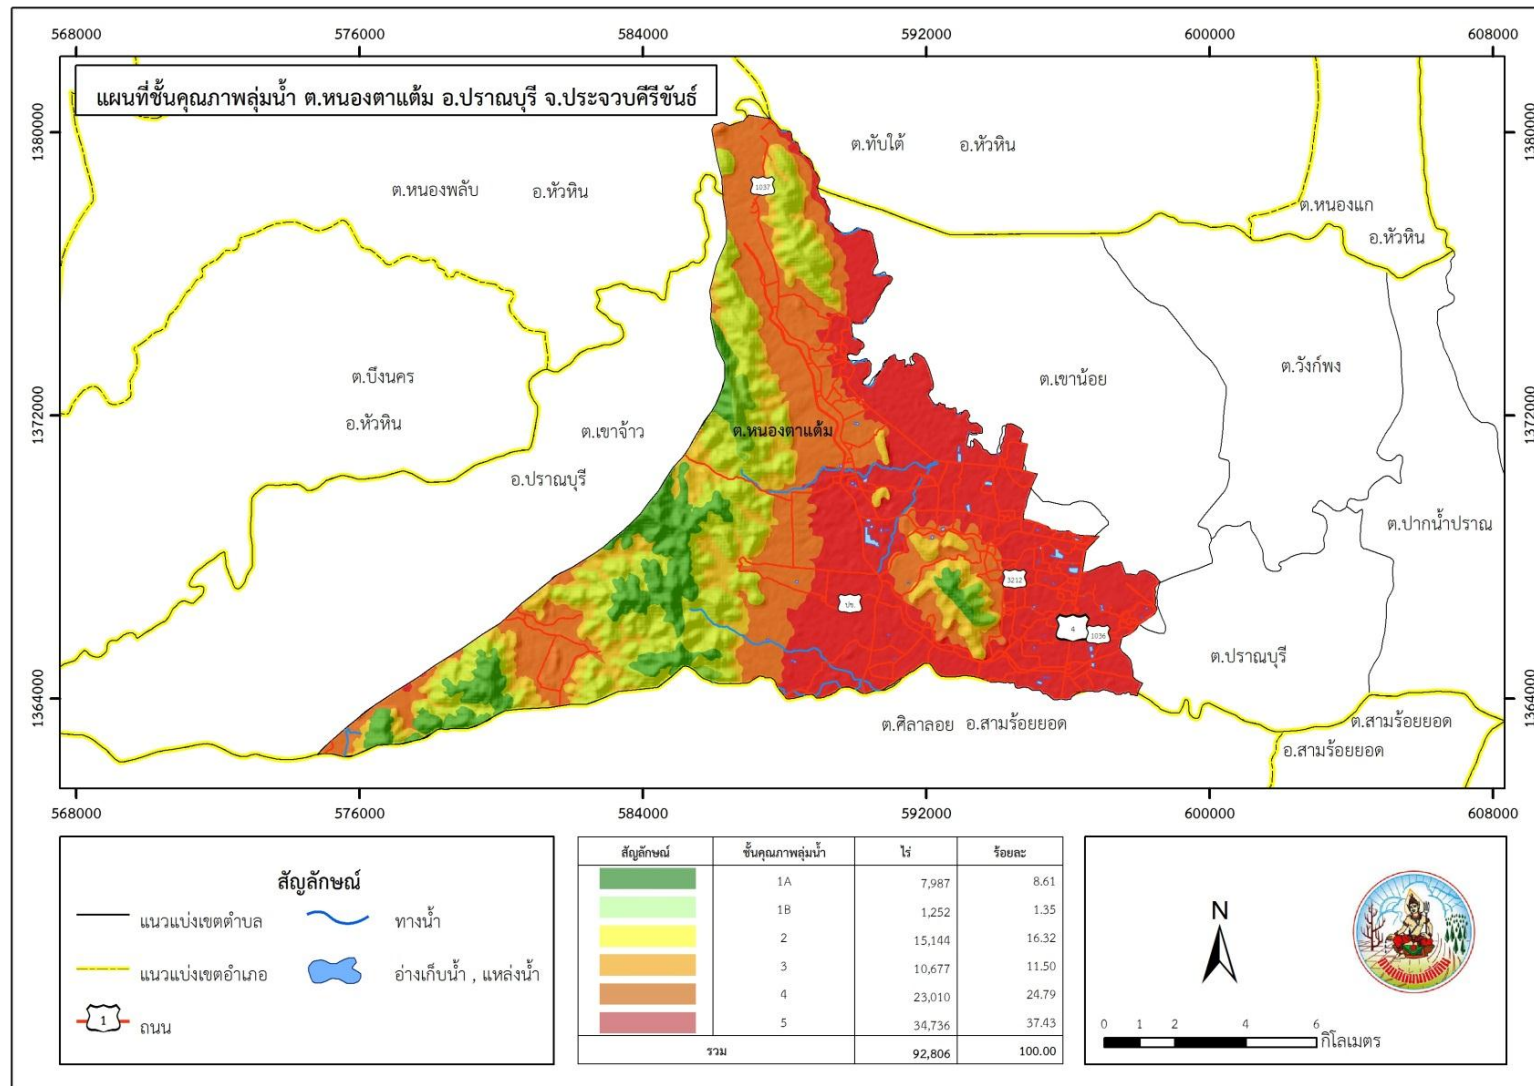 568000 576000 584000 592000 600000 608000
แผนที่ชั้นคุณภาพลุ่มน้ำ ต.หนองตาแต้ม อ.ปราณบุรี จ.ประจวบคีรีขันธ์
1380000 1380000
ต.ทับใต้ อ.หัวหิน
ต.หนองพลับ อ.หัวหิน
1037
ต.หนองแก
อ.หัวหิน
ต.วังก์พง
ต.บึงนคร
ต.เขาน้อย
1372000 1372000
อ.หัวหิน
ต.เขาจ้าว
ต.หนองตาแต้ม
อ.ปราณบุรี
ต.ปากน้ำปราณ
3212
ปข.
4
1036
ต.ปราณบุรี
1364000 1364000
ต.ศิลาลอย อ.สามร้อยยอด
ต.สามร้อยยอด
อ.สามร้อยยอด
568000 576000 584000 592000 600000 608000
สัญลักษณ์
แนวแบ่งเขตตำบล ทางน้ำ
แนวแบ่งเขตอำเภอ อ่างเก็บน้ำ , แหล่งน้ำ
1 ถนน
สัญลักษณ์ ชั้นคุณภาพลุ่มน้ำ ไร่ ร้อยละ
1A 7,987 8.61
1B 1,252 1.35
2 15,144 16.32
3 10,677 11.50
4 23,010 24.79
5 34,736 37.43
รวม 92,806 100.00
N
0 1 2 4 6
กิโลเมตร